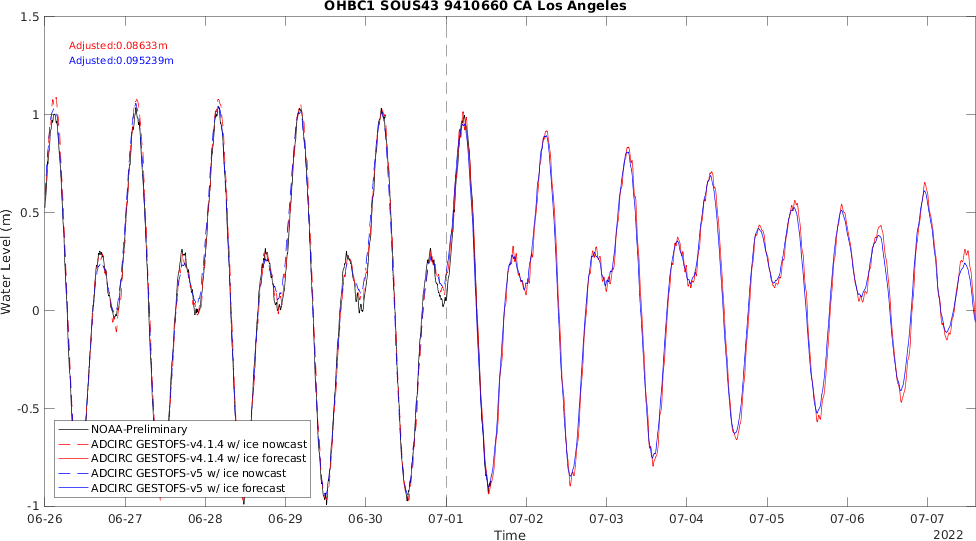 OHBC1 SOUS43 9410660 CA Los Angeles
1.5
Adjusted:0.08633m
Adjusted:0.095239m
1
0.5
Water Level (m)
0
-0.5
NOAA-Preliminary
ADCIRC GESTOFS-v4.1.4 w/ ice nowcast
ADCIRC GESTOFS-v4.1.4 w/ ice forecast
ADCIRC GESTOFS-v5 w/ ice nowcast
ADCIRC GESTOFS-v5 w/ ice forecast
-1
06-26 06-27 06-28 06-29 06-30 07-01 07-02 07-03 07-04 07-05 07-06 07-07
Time
2022